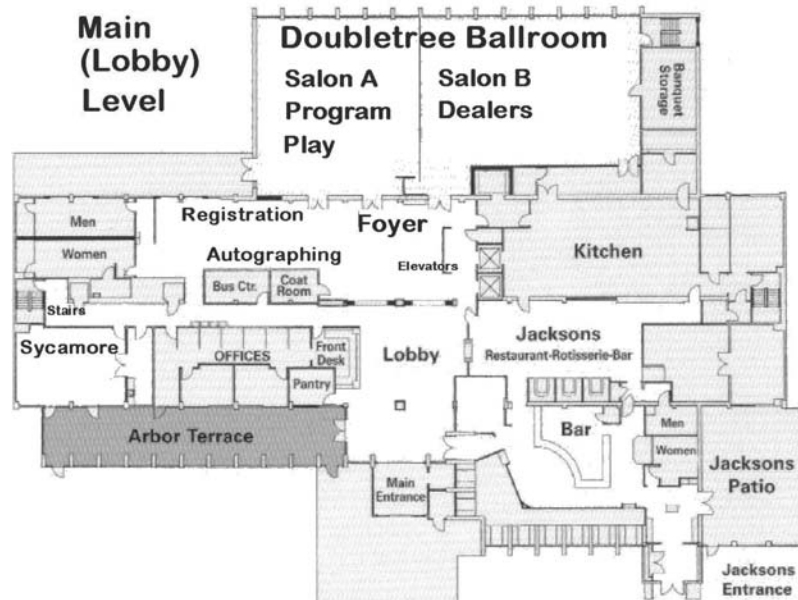 Main
(Lobby)
Level
Doubletree Ballroom
Salon A
Program
Play
Salon B
Dealers
Banquet
Storage
Men
Women
Registration
Foyer
Autographing
Elevators
Kitchen
Bus Ctr.
Coat
Room
Stairs
Sycamore
OFFICES
Front
Desk
Pantry
Lobby
Jacksons
Restaurant-Rotisserie-Bar
Arbor Terrace
Bar
Men
Women
Main
Entrance
Jacksons
Patio
Jacksons
Entrance